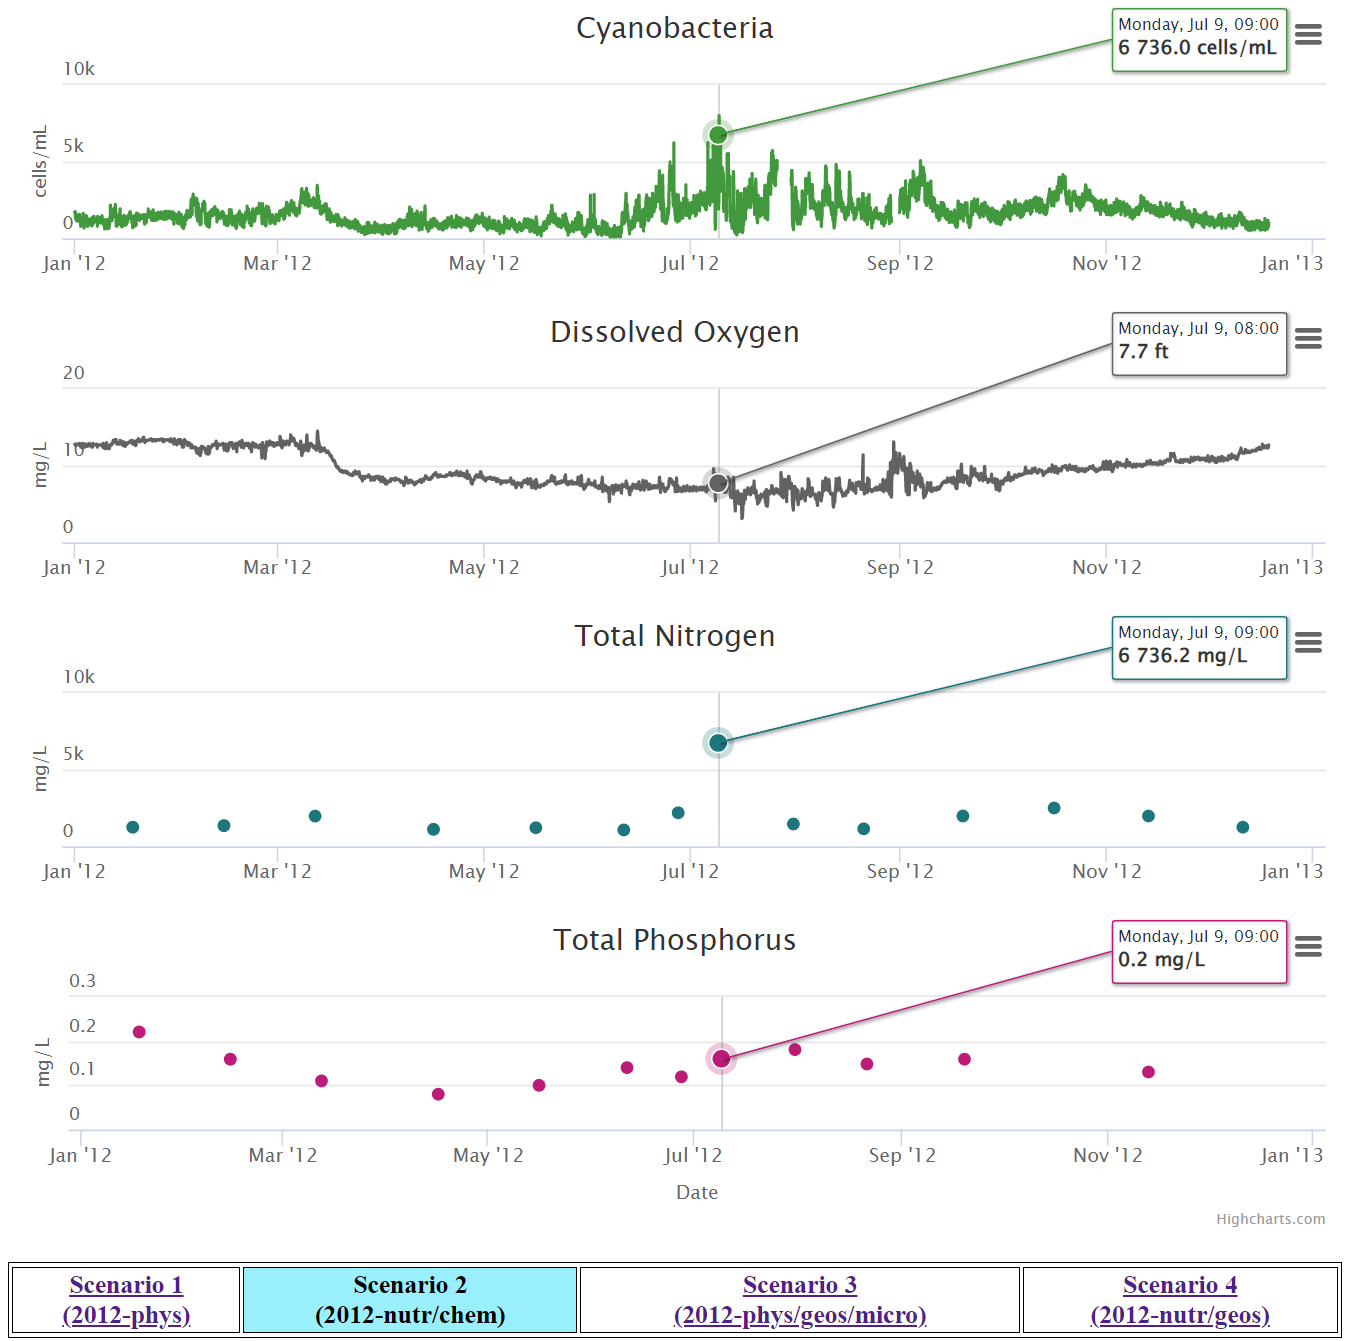 Cyanobacteria
Monday, Jul 9, 09:00
6 736.0 cells/mL
10k
5k
0
cells/mL
Jan '12 Mar '12 May '12 Jul '12 Sep '12 Nov '12 Jan '13
Dissolved Oxygen
Monday, Jul 9, 08:00
7.7 ft
20
10
0
mg/L
Jan '12 Mar '12 May '12 Jul '12 Sep '12 Nov '12 Jan '13
Total Nitrogen
Monday, Jul 9, 09:00
6 736.2 mg/L
10k
5k
0
mg/L
Jan '12 Mar '12 May '12 Jul '12 Sep '12 Nov '12 Jan '13
Total Phosphorus
Monday, Jul 9, 09:00
0.2 mg/L
0.3
0.2
0.1
0
mg/L
Jan '12 Mar '12 May '12 Jul '12 Sep '12 Nov '12 Jan '13
Date
Highcharts.com
Scenario 1
(2012-phys)
Scenario 2
(2012-nutr/chem)
Scenario 3
(2012-phys/geos/micro)
Scenario 4
(2012-nutr/geos)